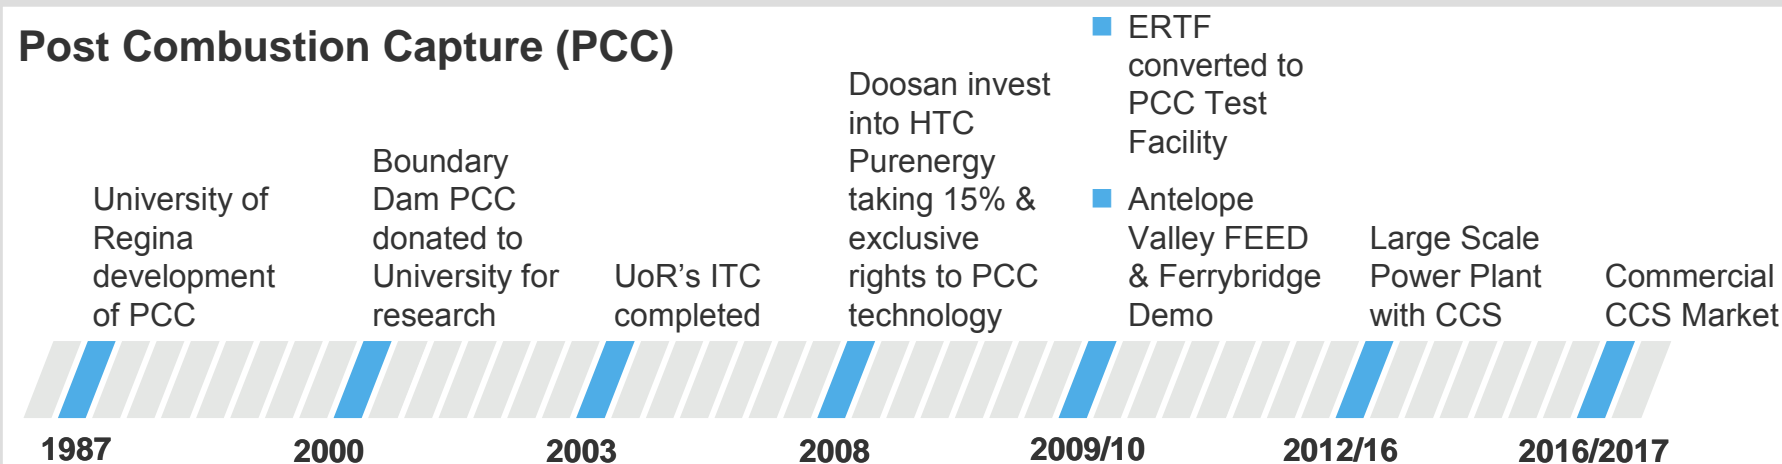 Post Combustion Capture (PCC)
University of
Regina
development
of PCC
Boundary
Dam PCC
donated to
University for
research
UoR's ITC
completed
Doosan invest
into HTC
Purenergy
taking 15% &
exclusive
rights to PCC
technology
ERTF
converted to
PCC Test
Facility
Antelope
Valley FEED
& Ferrybridge
Demo
Large Scale
Power Plant
with CCS
Commercial
CCS Market
1987
2000
2003
2008
2009/10
2012/16
2016/2017